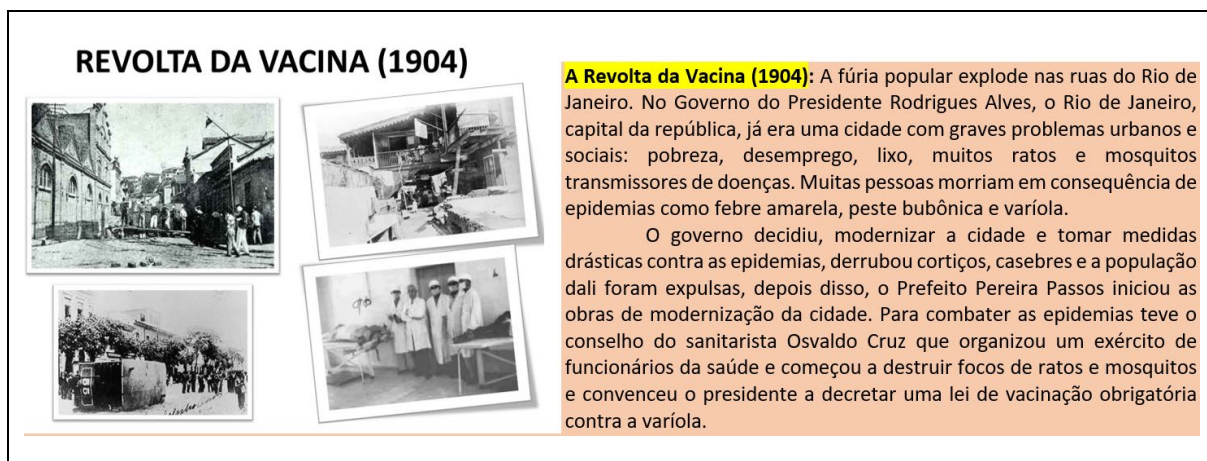 REVOLTA DA VACINA (1904)
A Revolta da Vacina (1904): A fúria popular explode nas ruas do Rio de
Janeiro. No Governo do Presidente Rodrigues Alves, o Rio de Janeiro,
capital da república, já era uma cidade com graves problemas urbanos e
sociais: pobreza, desemprego, lixo, muitos ratos e mosquitos
transmissores de doenças. Muitas pessoas morriam em consequência de
epidemias como febre amarela, peste bubônica e varíola.
O governo decidiu, modernizar a cidade e tomar medidas
drásticas contra as epidemias, derrubou cortiços, casebres e a população
dali foram expulsas, depois disso, o Prefeito Pereira Passos iniciou as
obras de modernização da cidade. Para combater as epidemias teve o
conselho do sanitarista Osvaldo Cruz que organizou um exército de
funcionários da saúde e começou a destruir focos de ratos e mosquitos
e convenceu o presidente a decretar uma lei de vacinação obrigatória
contra a varíola.